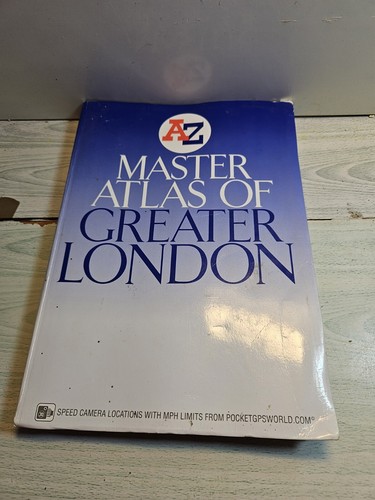 AZ
MASTER
ATLAS OF
GREATER
LONDON
SPEED CAMERA LOCATIONS WITH MPH LIMITS FROM POCKETGPSWORLD.COM